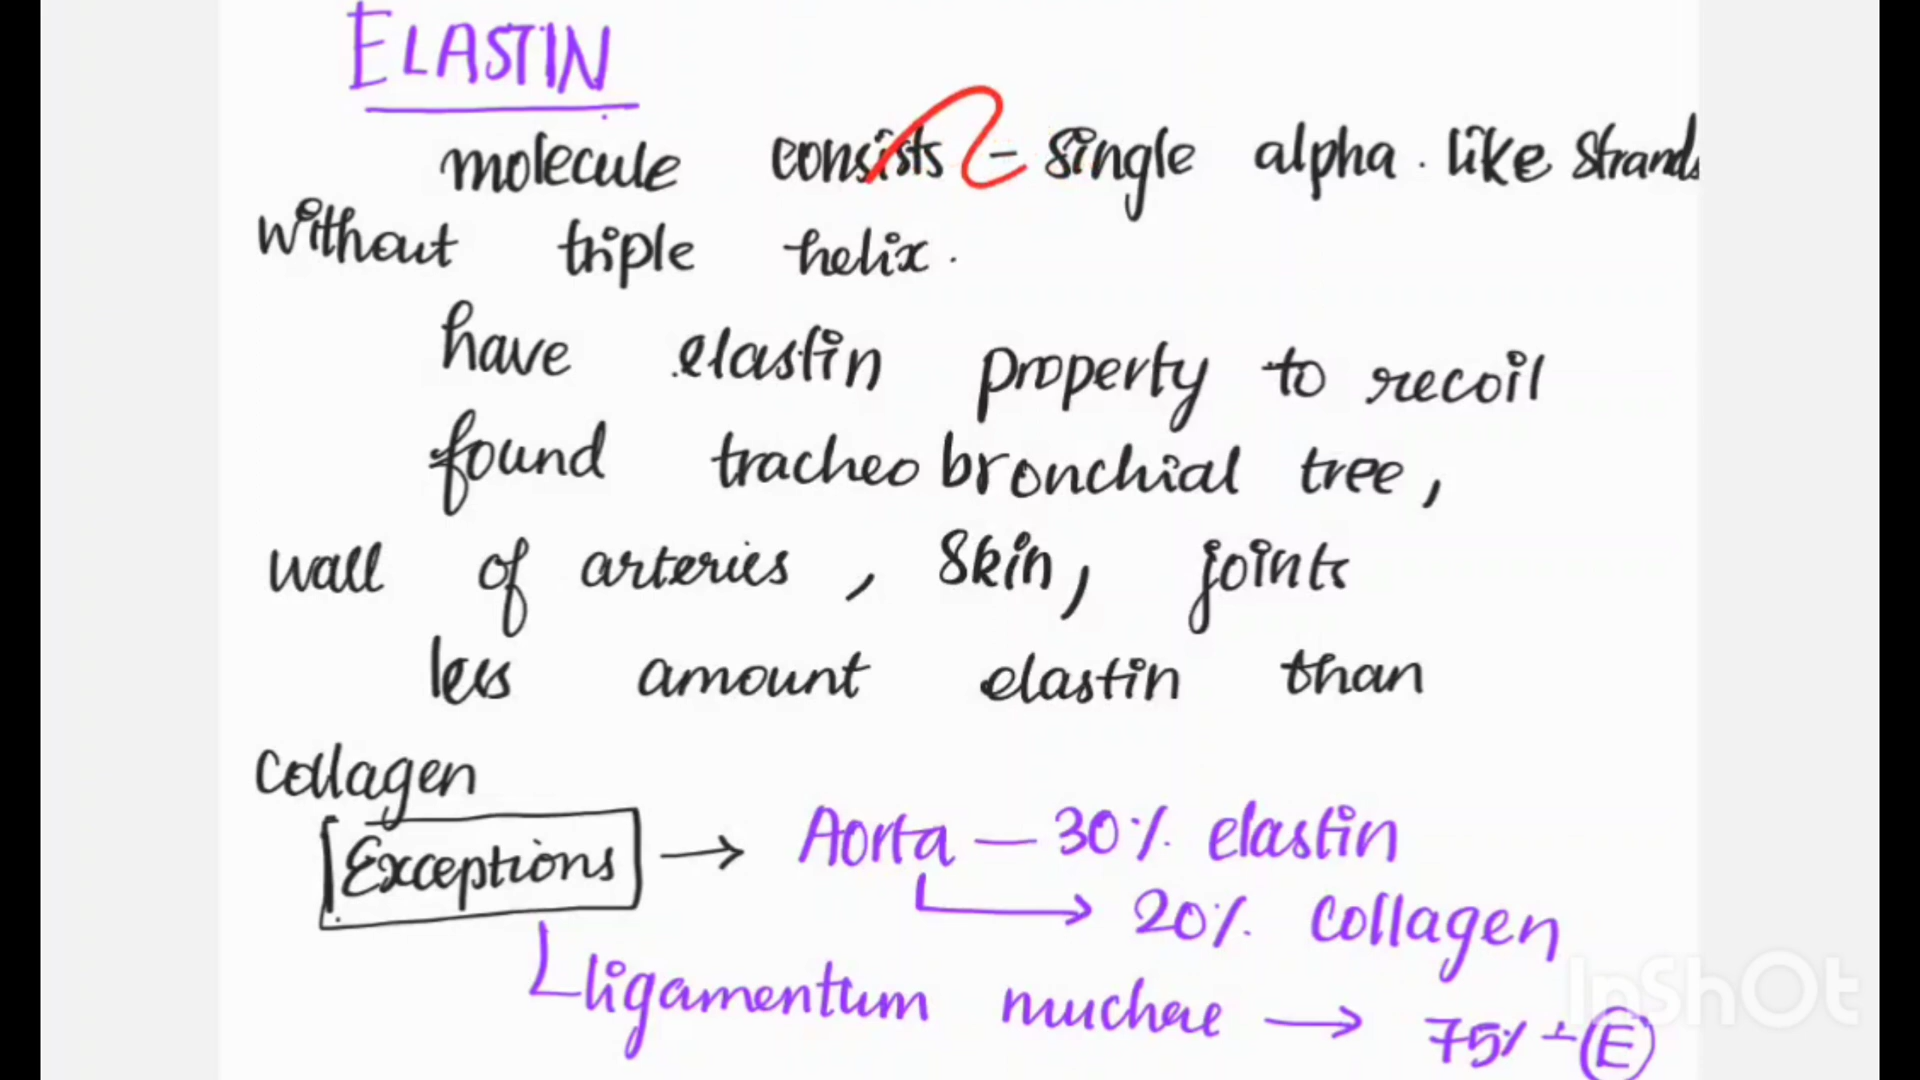 ELASTIN
molecule consists - single alpha. like strands
without triple helix.
have elastin property to recoil
found tracheobronchial tree,
wall of arteries, skin, joints
less amount elastin than
collagen
Exceptions → Aorta — 30% elastin
20% collagen
ligamentum nuchae → 75% - E
InShOt